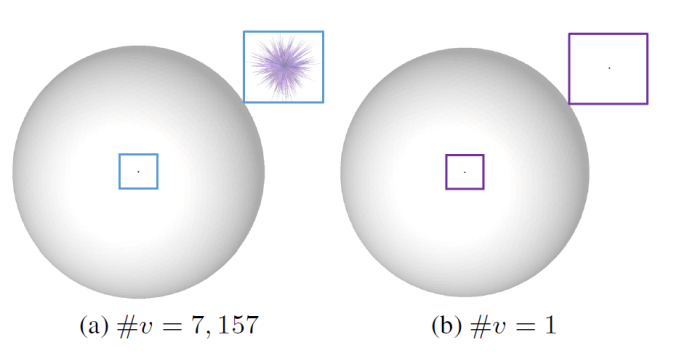 (a) #v = 7, 157
(b) #v = 1